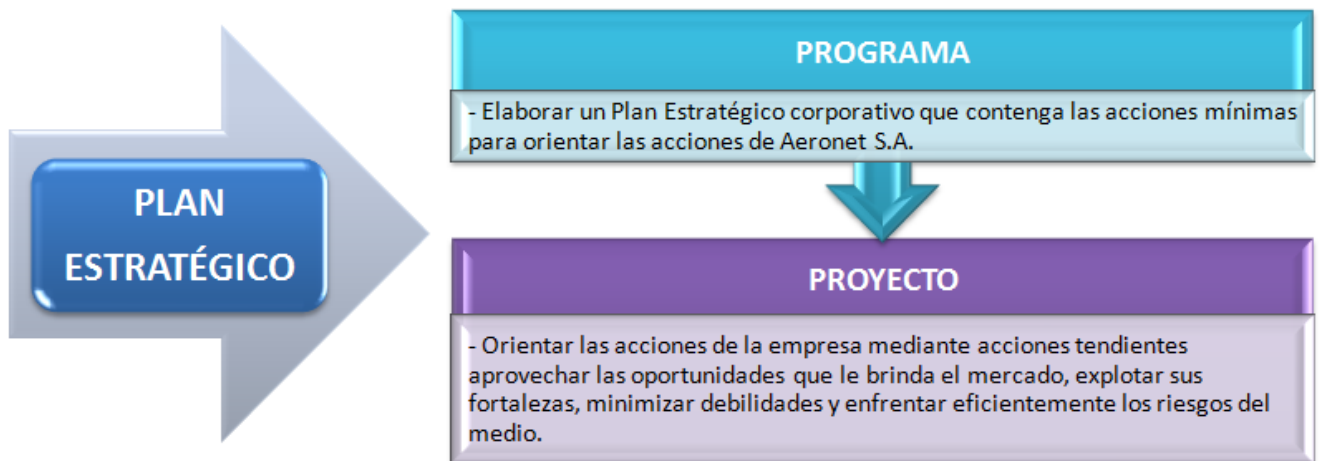 PLAN
ESTRATÉGICO
PROGRAMA
- Elaborar un Plan Estratégico corporativo que contenga las acciones mínimas
para orientar las acciones de Aeronet S.A.
PROYECTO
- Orientar las acciones de la empresa mediante acciones tendientes
aprovechar las oportunidades que le brinda el mercado, explotar sus
fortalezas, minimizar debilidades y enfrentar eficientemente los riesgos del
medio.